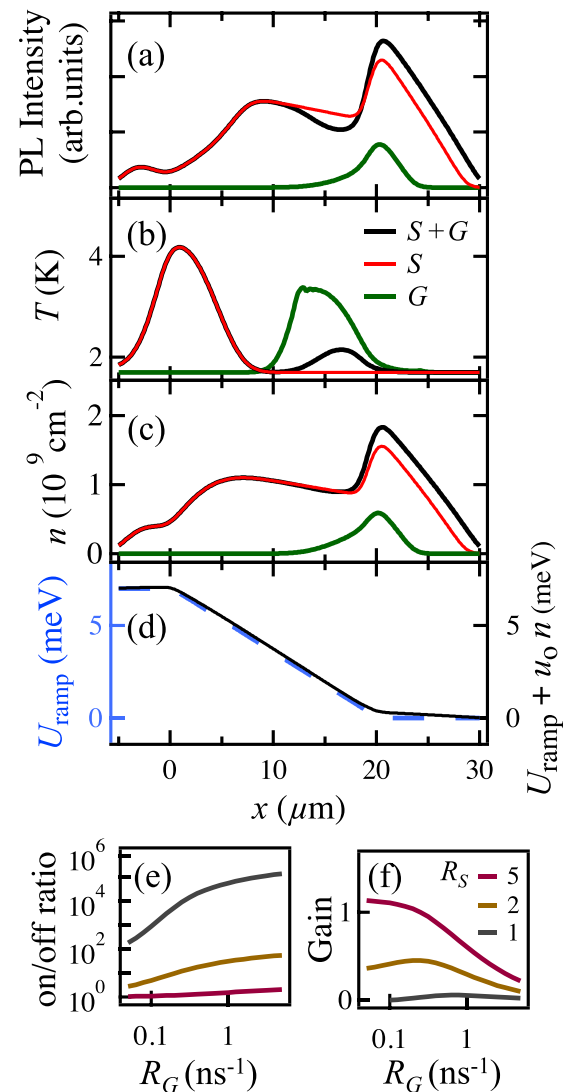 PL Intensity
(arb.units)
(a)
T (K)
4
2
(b)
S + G
S
G
n (10⁹ cm⁻²)
2
1
0
(c)
U_ramp (meV)
5
0
(d)
5
0
U_ramp + u_o n (meV)
0 10 20 30
x (μm)
on/off ratio
10⁶
10⁴
10²
10⁰
(e)
0.1 1
R_G (ns⁻¹)
Gain
1
0
(f)
R_S 5
2
1
0.1 1
R_G (ns⁻¹)